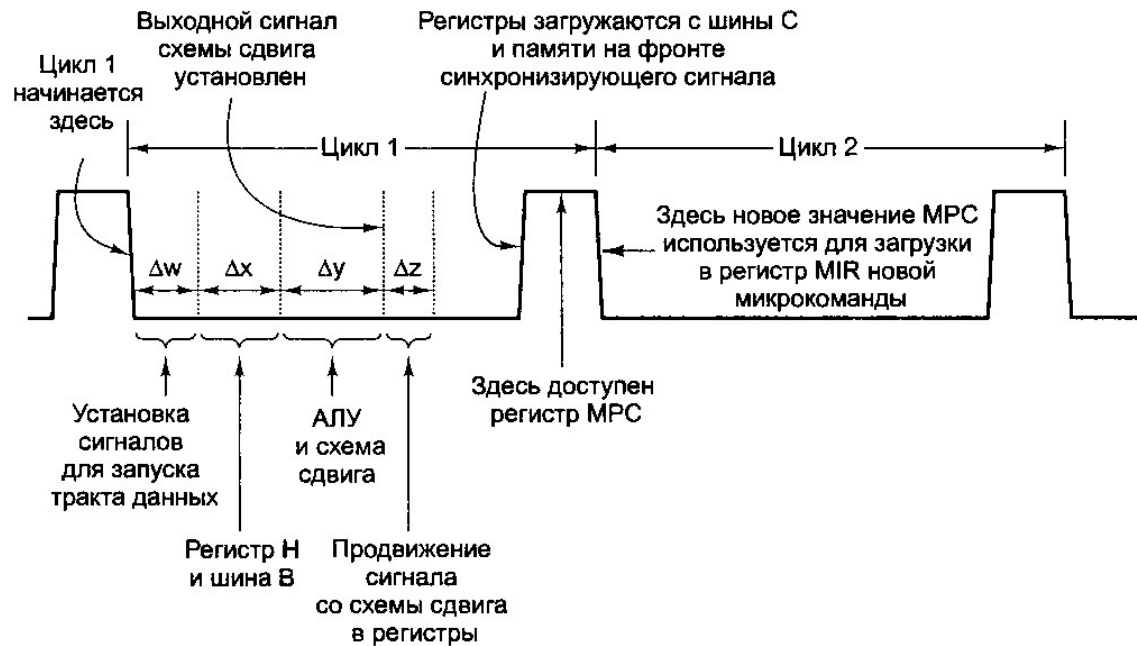 Выходной сигнал
схемы сдвига
установлен
Регистры загружаются с шины С
и памяти на фронте
синхронизирующего сигнала
Цикл 1
начинается
здесь
Цикл 1
Цикл 2
Здесь новое значение МРС
используется для загрузки
в регистр MIR новой
микрокоманды
Δw
Δx
Δy
Δz
Установка
сигналов
для запуска
тракта данных
АЛУ
и схема
сдвига
Здесь доступен
регистр МРС
Регистр Н
и шина В
Продвижение
сигнала
со схемы сдвига
в регистры